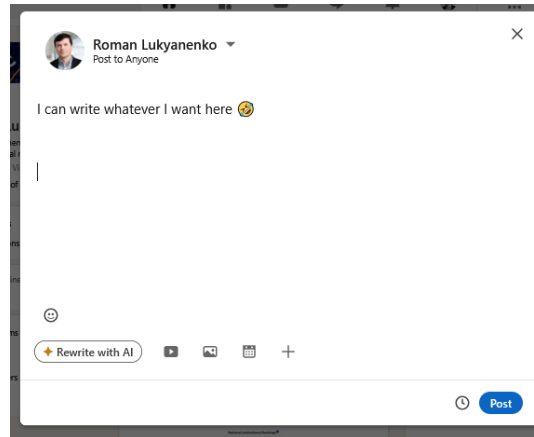 Roman Lukyanenko
Post to Anyone
I can write whatever I want here 🤣
Rewrite with AI
Post